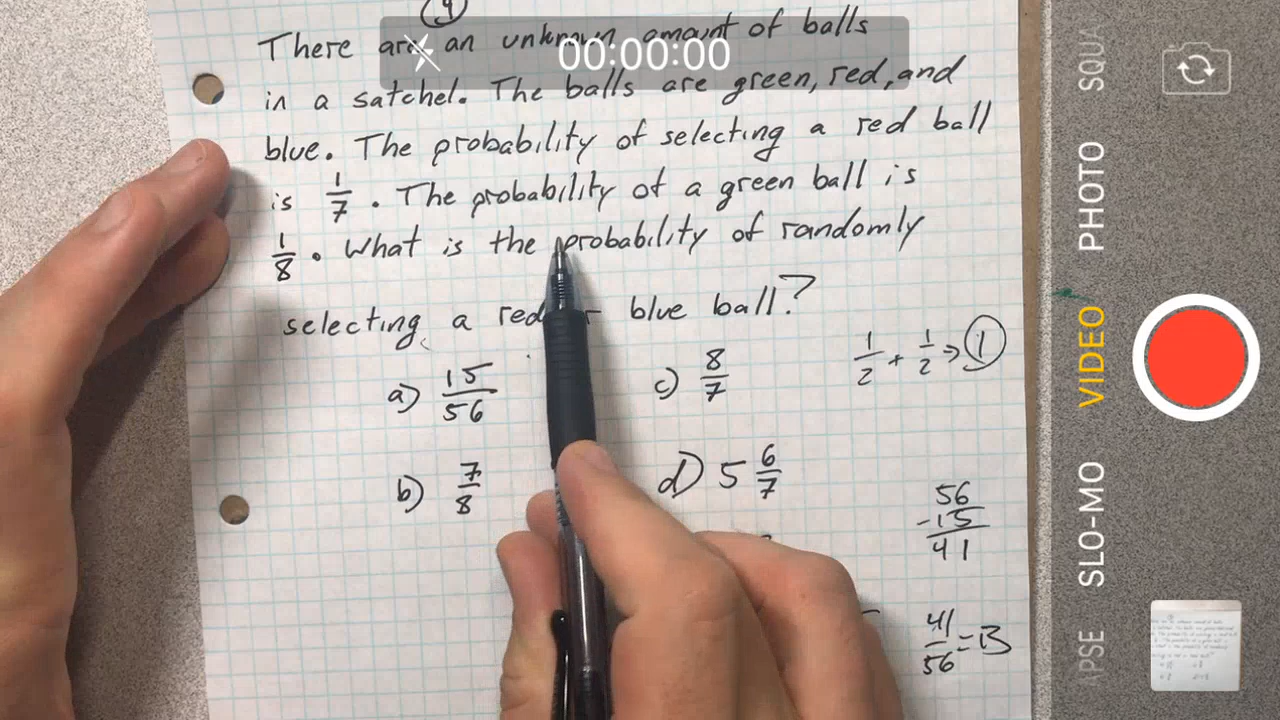 4
There are an unknown amount of balls
00:00:00
in a satchel. The balls are green, red, and
blue. The probability of selecting a red ball
is 1/7. The probability of a green ball is
1/8. What is the probability of randomly
selecting a red blue ball?
a) 15/56
c) 8/7
1/2 + 1/2 → 1
b) 7/8
d) 5 6/7
56
-15
41
41/56 = B
SQUA
PHOTO
VIDEO
SLO-MO
APSE